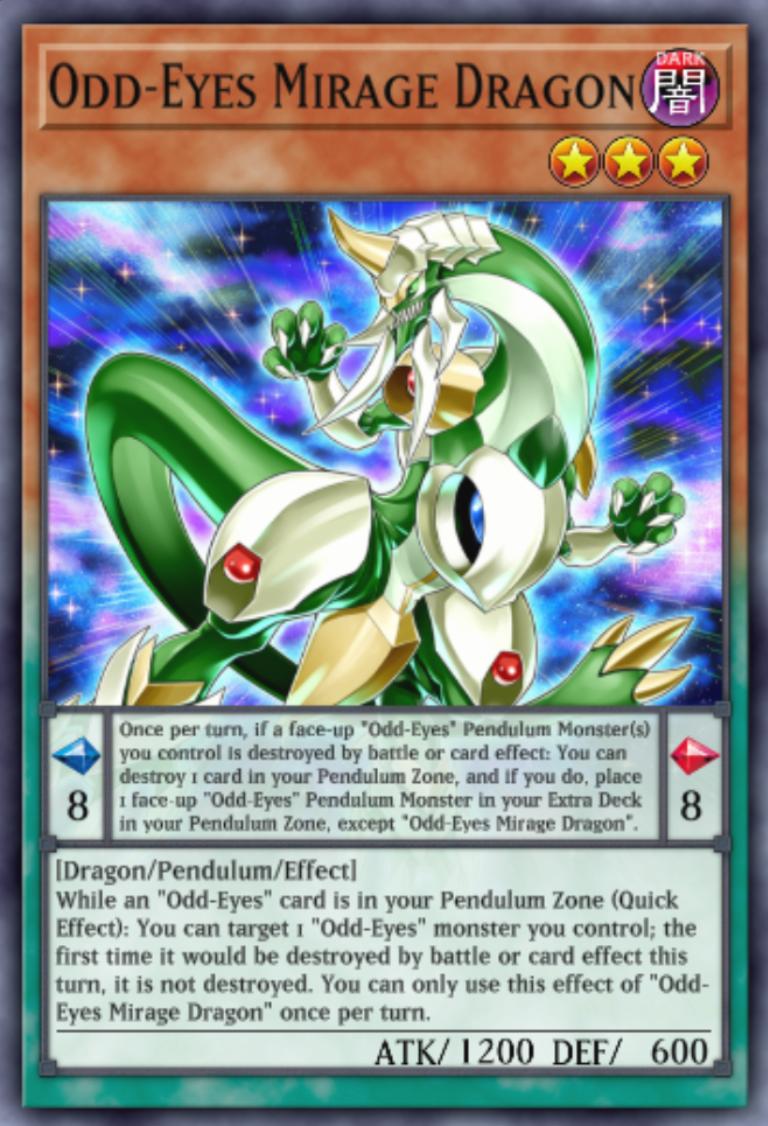 Odd-Eyes Mirage Dragon
DARK
闇
Once per turn, if a face-up "Odd-Eyes" Pendulum Monster(s)
you control is destroyed by battle or card effect: You can
destroy 1 card in your Pendulum Zone, and if you do, place
1 face-up "Odd-Eyes" Pendulum Monster in your Extra Deck
in your Pendulum Zone, except "Odd-Eyes Mirage Dragon".
8
8
[Dragon/Pendulum/Effect]
While an "Odd-Eyes" card is in your Pendulum Zone (Quick
Effect): You can target 1 "Odd-Eyes" monster you control; the
first time it would be destroyed by battle or card effect this
turn, it is not destroyed. You can only use this effect of "Odd-
Eyes Mirage Dragon" once per turn.
ATK/ 1200 DEF/ 600